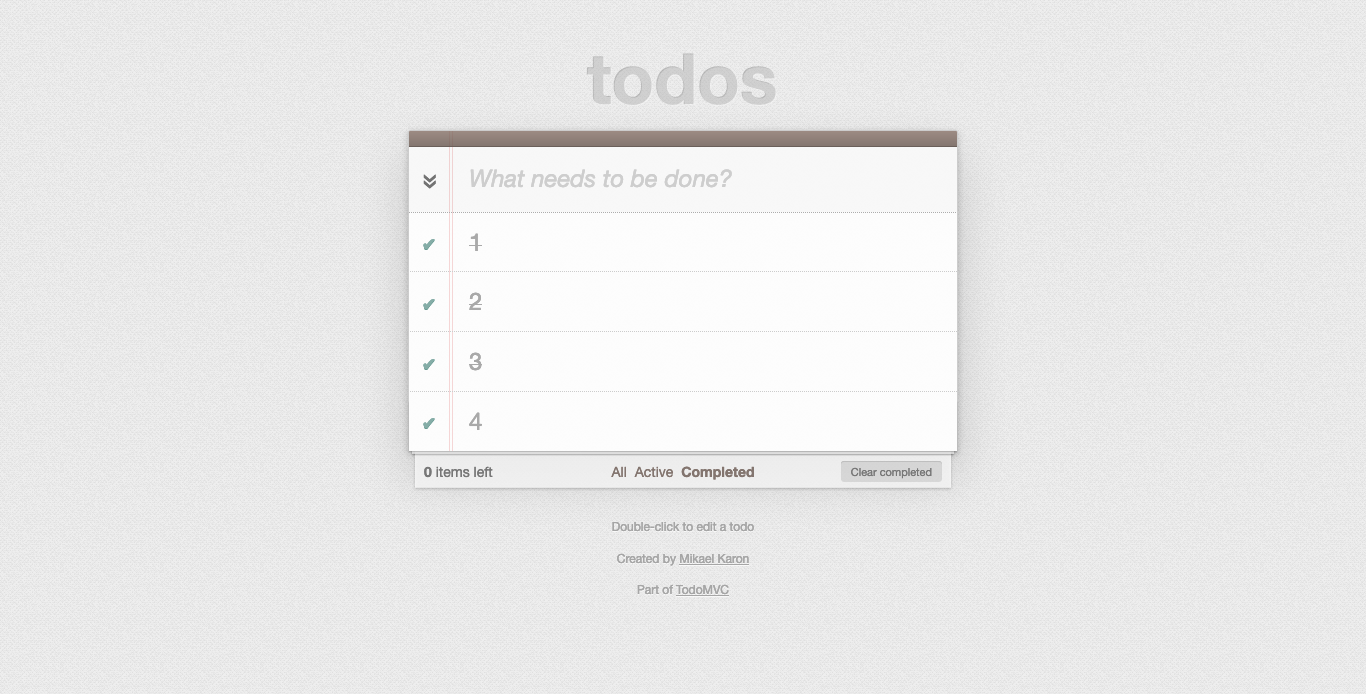 todos
What needs to be done?
1
2
3
4
0 items left All Active Completed Clear completed
Double-click to edit a todo
Created by Mikael Karon
Part of TodoMVC